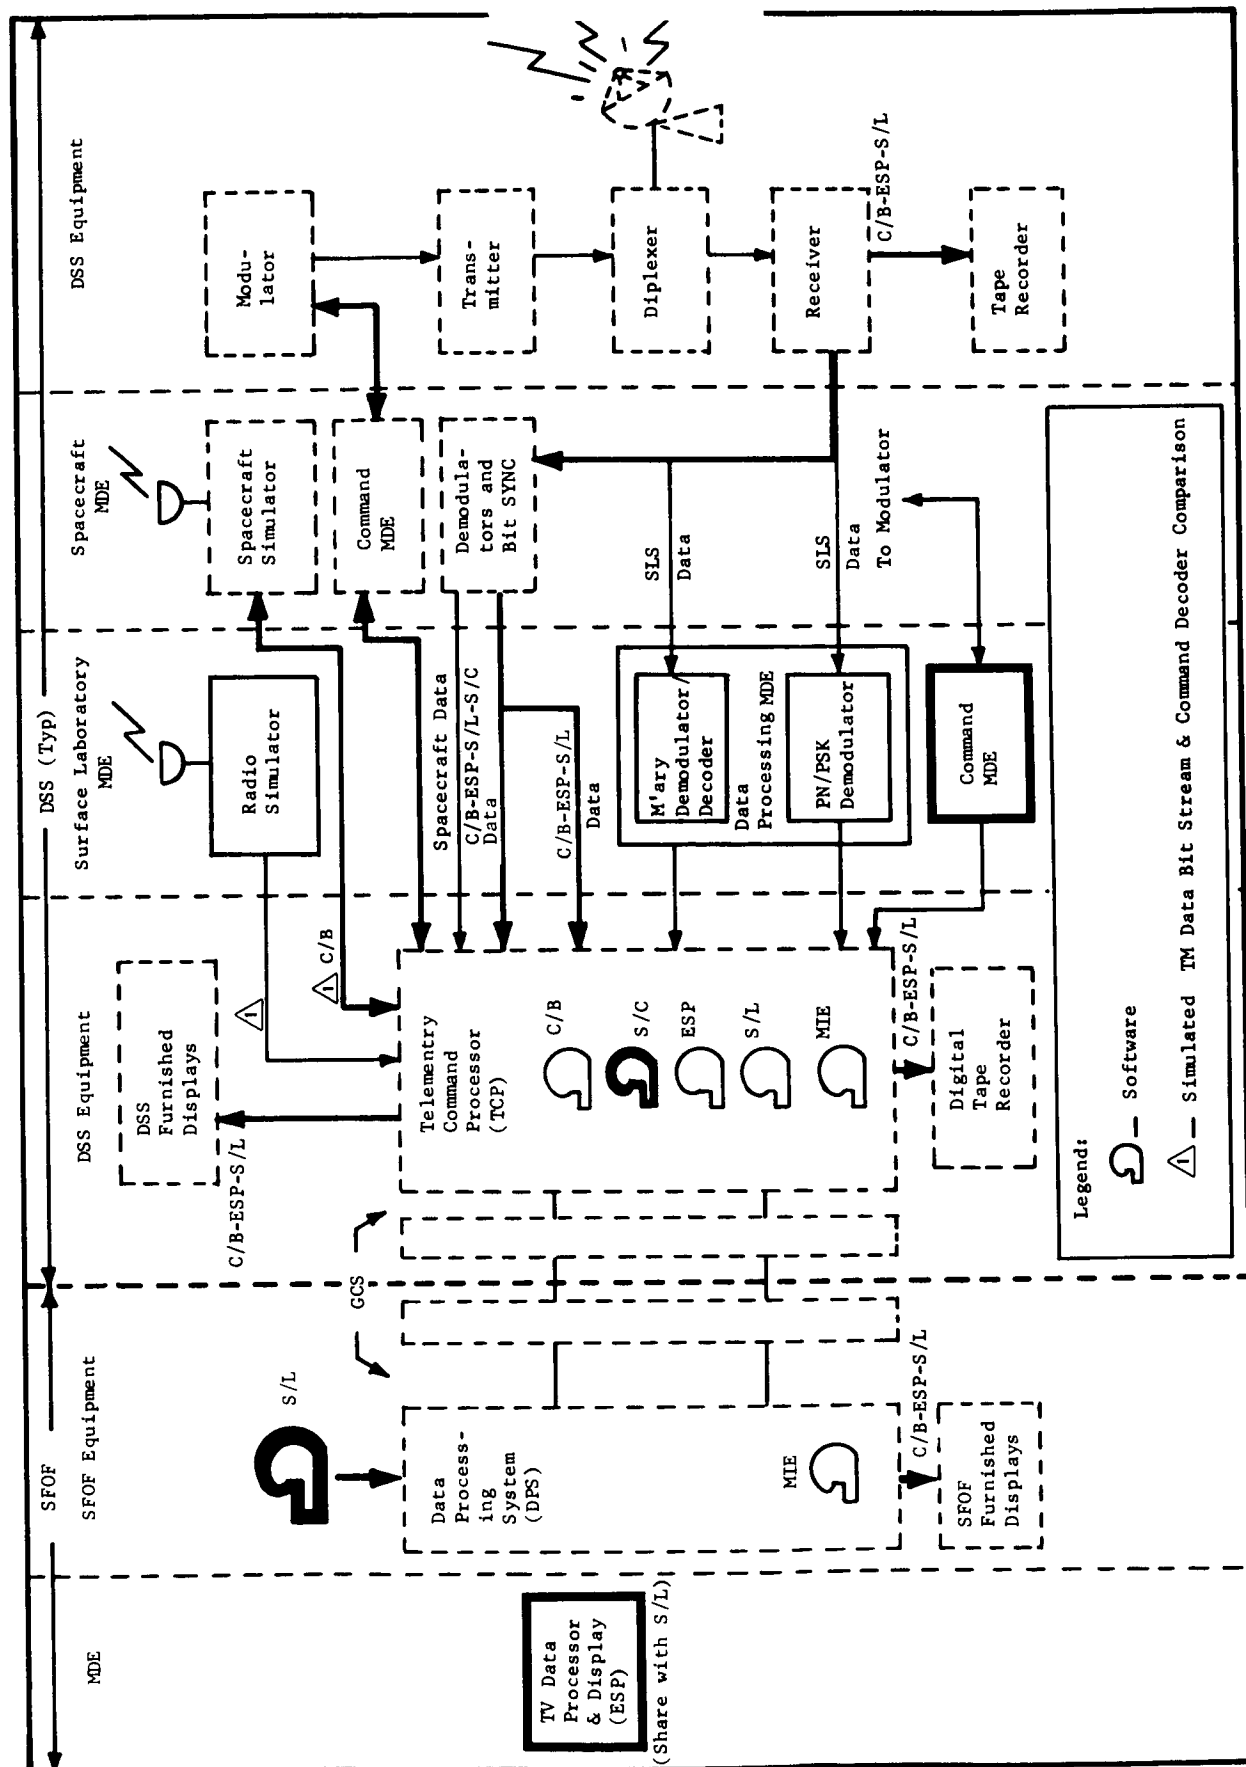 SFOF
DSS (Typ)
MDE
SFOF Equipment
DSS Equipment
Surface Laboratory
MDE
Spacecraft
MDE
DSS Equipment
TV Data
Processor
& Display
(ESP)
(Share with S/L)
S/L
Data
Process-
ing
System
(DPS)
MIE
C/B-ESP-S/L
SFOF
Furnished
Displays
GCS
C/B-ESP-S/L
DSS
Furnished
Displays
1
1
C/B
Telementry
Command
Processor
(TCP)
C/B
S/C
ESP
S/L
MIE
C/B-ESP-S/L
Digital
Tape
Recorder
Radio
Simulator
Spacecraft Data
C/B-ESP-S/L-S/C
Data
C/B-ESP-S/L
Data
M'ary
Demodulator/
Decoder
Data
Processing MDE
PN/PSK
Demodulator
Command
MDE
Spacecraft
Simulator
Command
MDE
Demodula-
tors and
Bit SYNC
SLS
Data
SLS
Data
To Modulator
Modu-
lator
Trans-
mitter
Diplexer
Receiver
C/B-ESP-S/L
Tape
Recorder
Legend:
— Software
1 — Simulated TM Data Bit Stream & Command Decoder Comparison